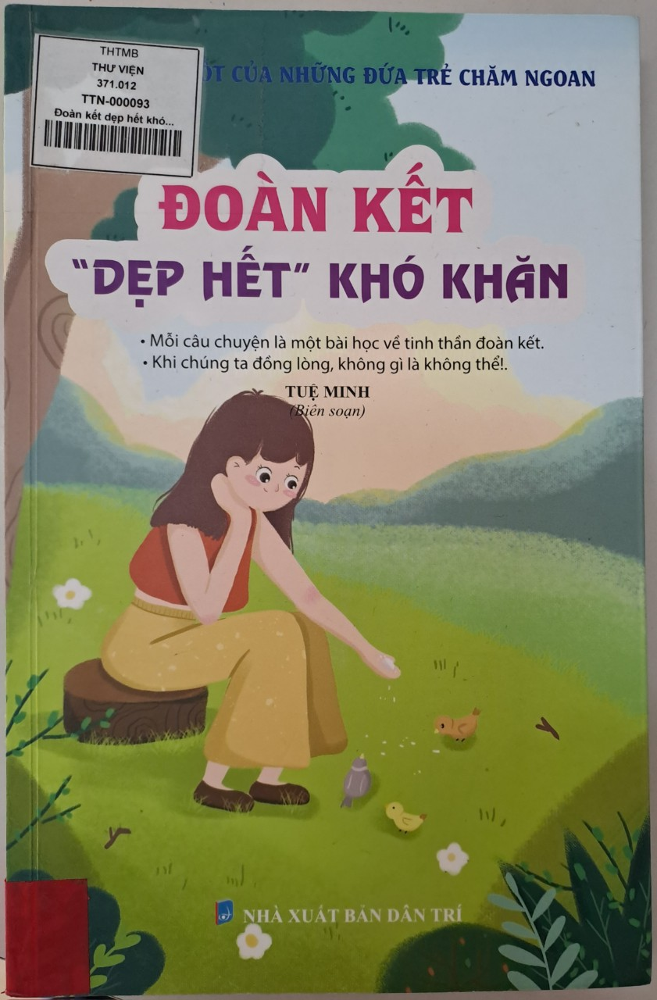 THTMB
THƯ VIỆN
371.012
TTN-000093
Đoàn kết dẹp hết khó...
CỦA NHỮNG ĐỨA TRẺ CHĂM NGOAN
ĐOÀN KẾT
“DẸP HẾT” KHÓ KHĂN
• Mỗi câu chuyện là một bài học về tinh thần đoàn kết.
• Khi chúng ta đồng lòng, không gì là không thể!.
TUỆ MINH
(Biên soạn)
NHÀ XUẤT BẢN DÂN TRÍ